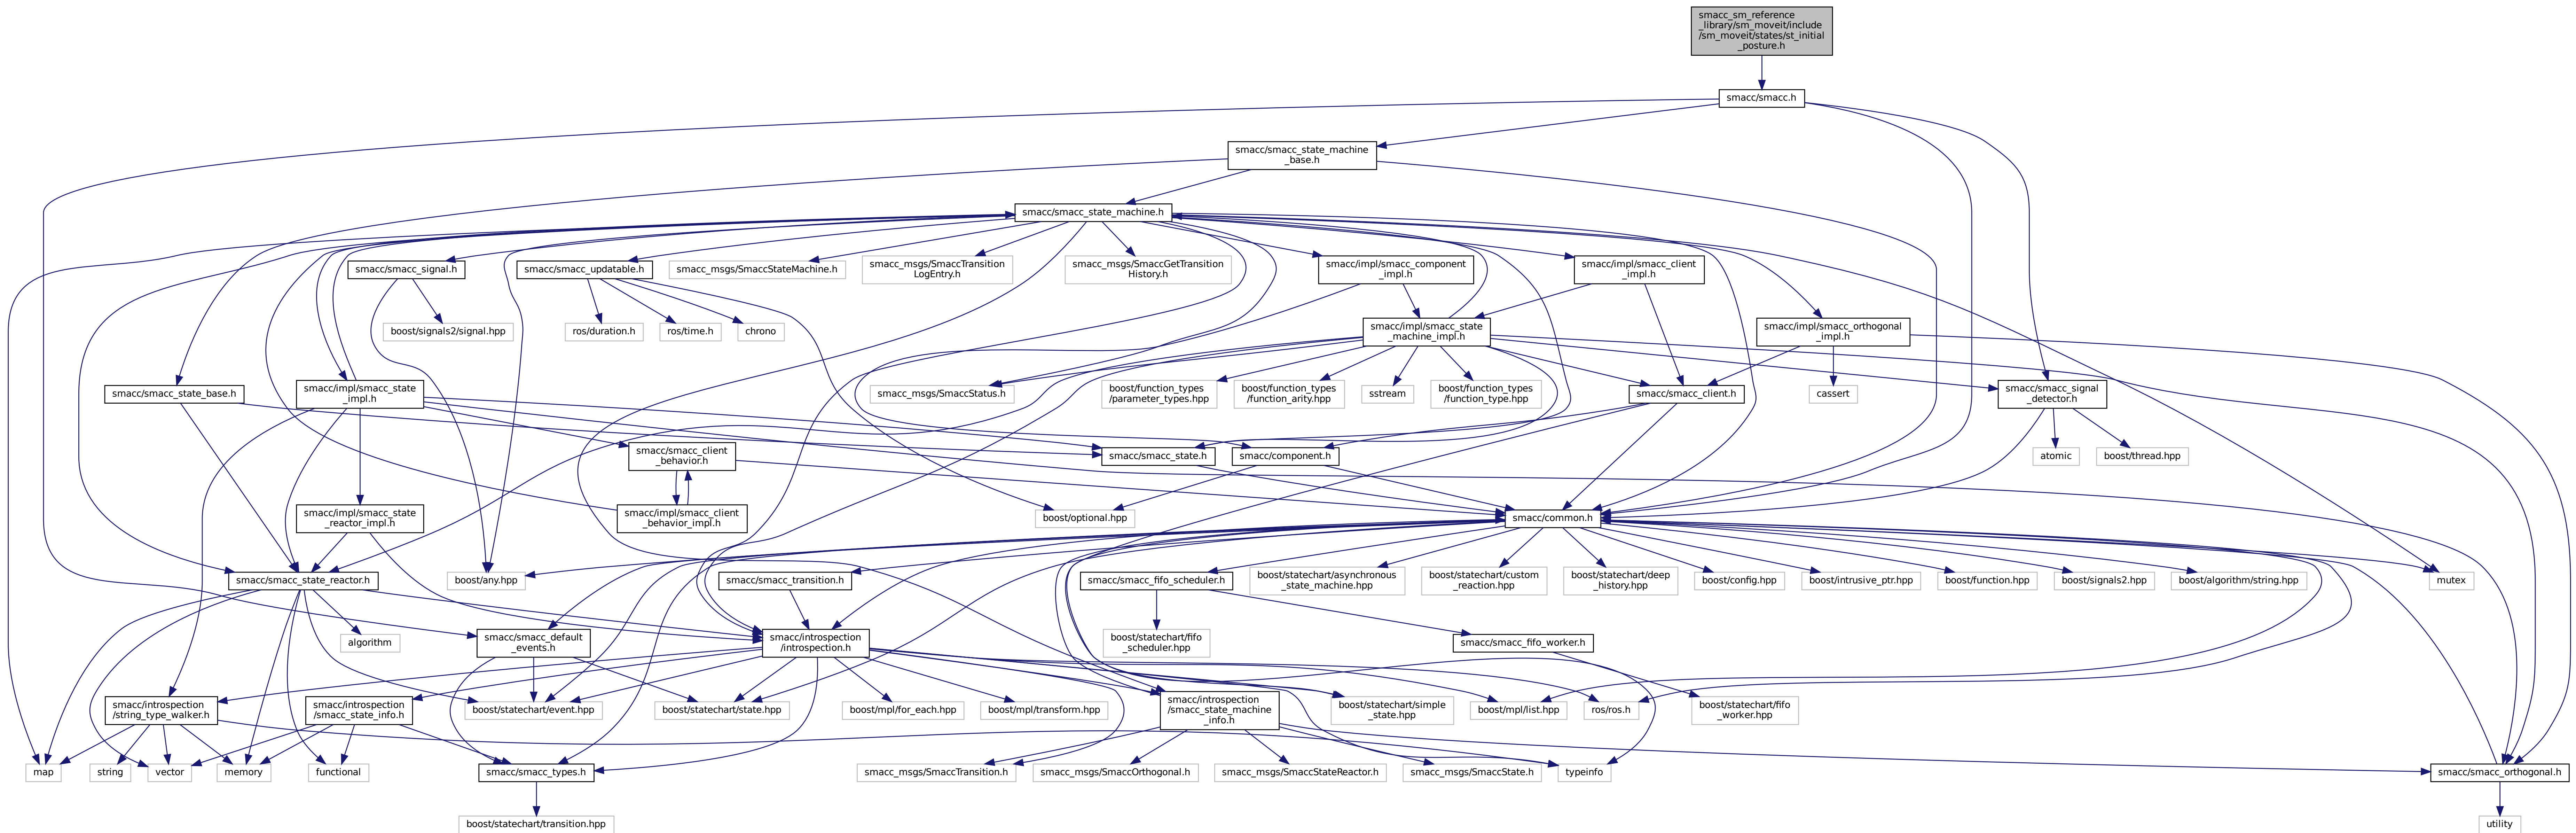 smacc_sm_reference
_library/sm_moveit/include
/sm_moveit/states/st_initial
_posture.h
smacc/smacc.h
smacc/smacc_state_machine
_base.h
smacc/smacc_state_machine.h
smacc/smacc_signal.h
smacc/smacc_updatable.h
smacc_msgs/SmaccStateMachine.h
smacc_msgs/SmaccTransition
LogEntry.h
smacc_msgs/SmaccGetTransition
History.h
smacc/impl/smacc_component
_impl.h
smacc/impl/smacc_client
_impl.h
boost/signals2/signal.hpp
ros/duration.h
ros/time.h
chrono
smacc/impl/smacc_state
_machine_impl.h
smacc/impl/smacc_orthogonal
_impl.h
smacc/smacc_state_base.h
smacc/impl/smacc_state
_impl.h
smacc_msgs/SmaccStatus.h
boost/function_types
/parameter_types.hpp
boost/function_types
/function_arity.hpp
sstream
boost/function_types
/function_type.hpp
smacc/smacc_client.h
cassert
smacc/smacc_signal
_detector.h
smacc/smacc_client
_behavior.h
smacc/smacc_state.h
smacc/component.h
atomic
boost/thread.hpp
smacc/impl/smacc_state
_reactor_impl.h
smacc/impl/smacc_client
_behavior_impl.h
boost/optional.hpp
smacc/common.h
smacc/smacc_state_reactor.h
boost/any.hpp
smacc/smacc_transition.h
smacc/smacc_fifo_scheduler.h
boost/statechart/asynchronous
_state_machine.hpp
boost/statechart/custom
_reaction.hpp
boost/statechart/deep
_history.hpp
boost/config.hpp
boost/intrusive_ptr.hpp
boost/function.hpp
boost/signals2.hpp
boost/algorithm/string.hpp
mutex
algorithm
smacc/smacc_default
_events.h
smacc/introspection
/introspection.h
boost/statechart/fifo
_scheduler.hpp
smacc/smacc_fifo_worker.h
smacc/introspection
/string_type_walker.h
smacc/introspection
/smacc_state_info.h
boost/statechart/event.hpp
boost/statechart/state.hpp
boost/mpl/for_each.hpp
boost/mpl/transform.hpp
smacc/introspection
/smacc_state_machine
_info.h
boost/statechart/simple
_state.hpp
boost/mpl/list.hpp
ros/ros.h
boost/statechart/fifo
_worker.hpp
map
string
vector
memory
functional
smacc/smacc_types.h
smacc_msgs/SmaccTransition.h
smacc_msgs/SmaccOrthogonal.h
smacc_msgs/SmaccStateReactor.h
smacc_msgs/SmaccState.h
typeinfo
smacc/smacc_orthogonal.h
boost/statechart/transition.hpp
utility